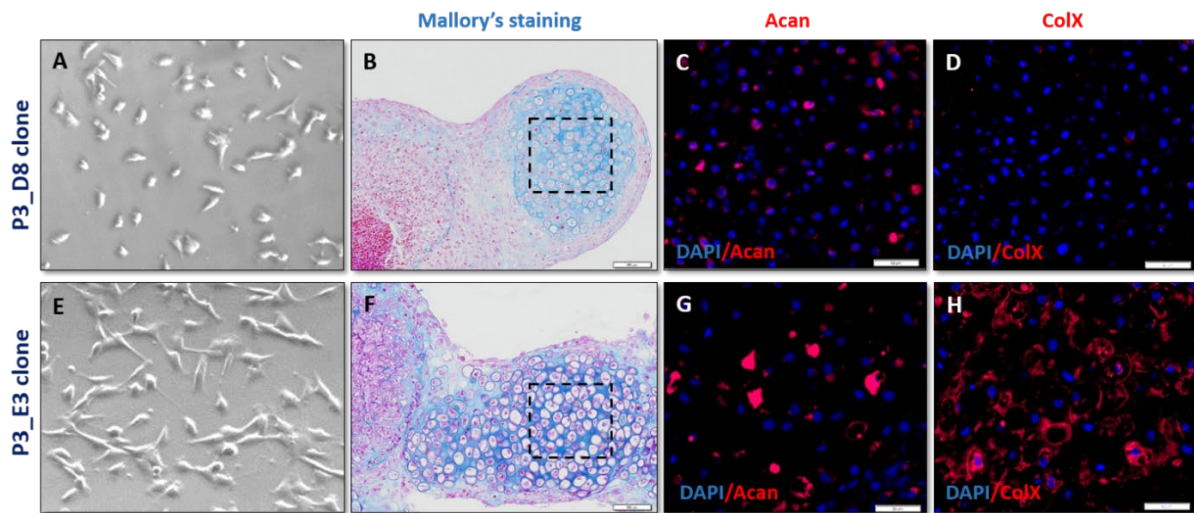 Mallory's staining Acan ColX
P3_D8 clone
A B C D
DAPI/Acan DAPI/ColX
P3_E3 clone
E F G H
DAPI/Acan DAPI/ColX